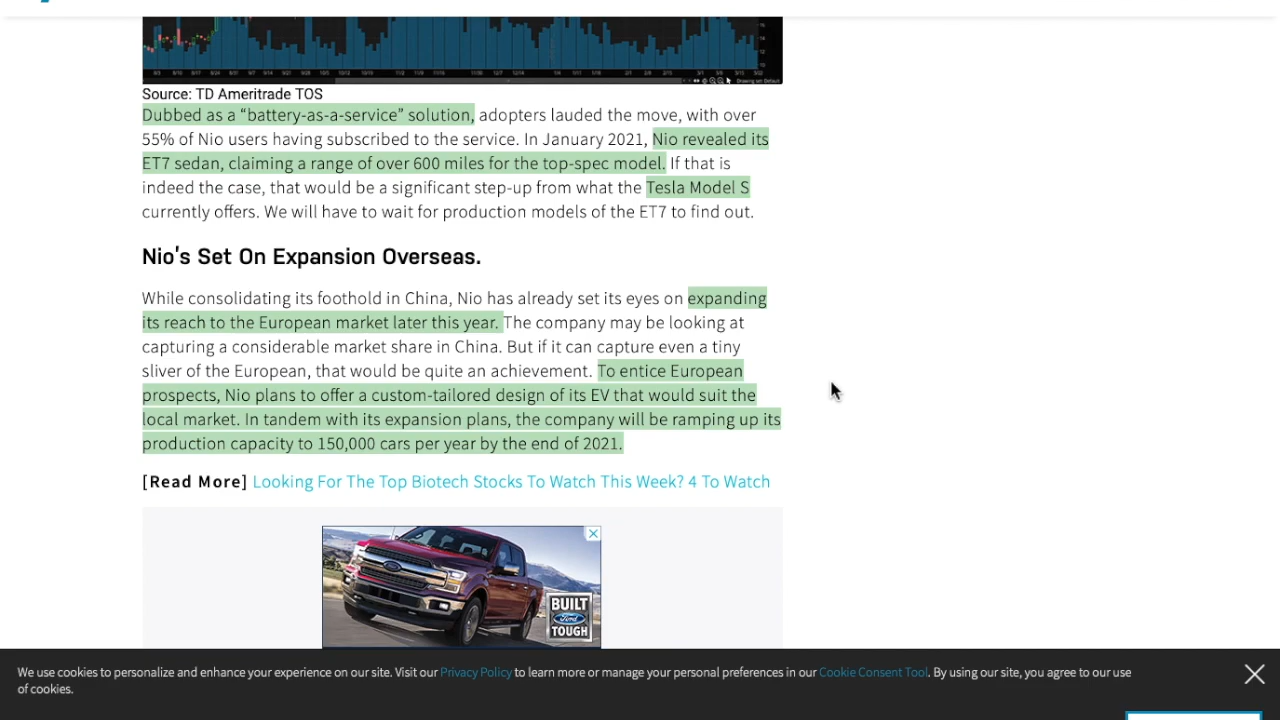 Source: TD Ameritrade TOS
Dubbed as a “battery-as-a-service” solution, adopters lauded the move, with over
55% of Nio users having subscribed to the service. In January 2021, Nio revealed its
ET7 sedan, claiming a range of over 600 miles for the top-spec model. If that is
indeed the case, that would be a significant step-up from what the Tesla Model S
currently offers. We will have to wait for production models of the ET7 to find out.
Nio's Set On Expansion Overseas.
While consolidating its foothold in China, Nio has already set its eyes on expanding
its reach to the European market later this year. The company may be looking at
capturing a considerable market share in China. But if it can capture even a tiny
sliver of the European, that would be quite an achievement. To entice European
prospects, Nio plans to offer a custom-tailored design of its EV that would suit the
local market. In tandem with its expansion plans, the company will be ramping up its
production capacity to 150,000 cars per year by the end of 2021.
[Read More] Looking For The Top Biotech Stocks To Watch This Week? 4 To Watch
BUILT
Ford
TOUGH
We use cookies to personalize and enhance your experience on our site. Visit our Privacy Policy to learn more or manage your personal preferences in our Cookie Consent Tool. By using our site, you agree to our use
of cookies.